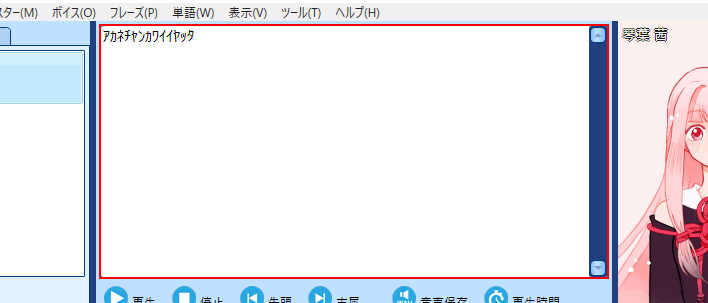 スター(M) ボイス(O) フレーズ(P) 単語(W) 表示(V) ツール(T) ヘルプ(H)
ｱｶﾈﾁｬﾝｶﾜｲｲﾔｯﾀ
琴葉 茜
再生 停止 先頭 末尾 音声保存 再生時間